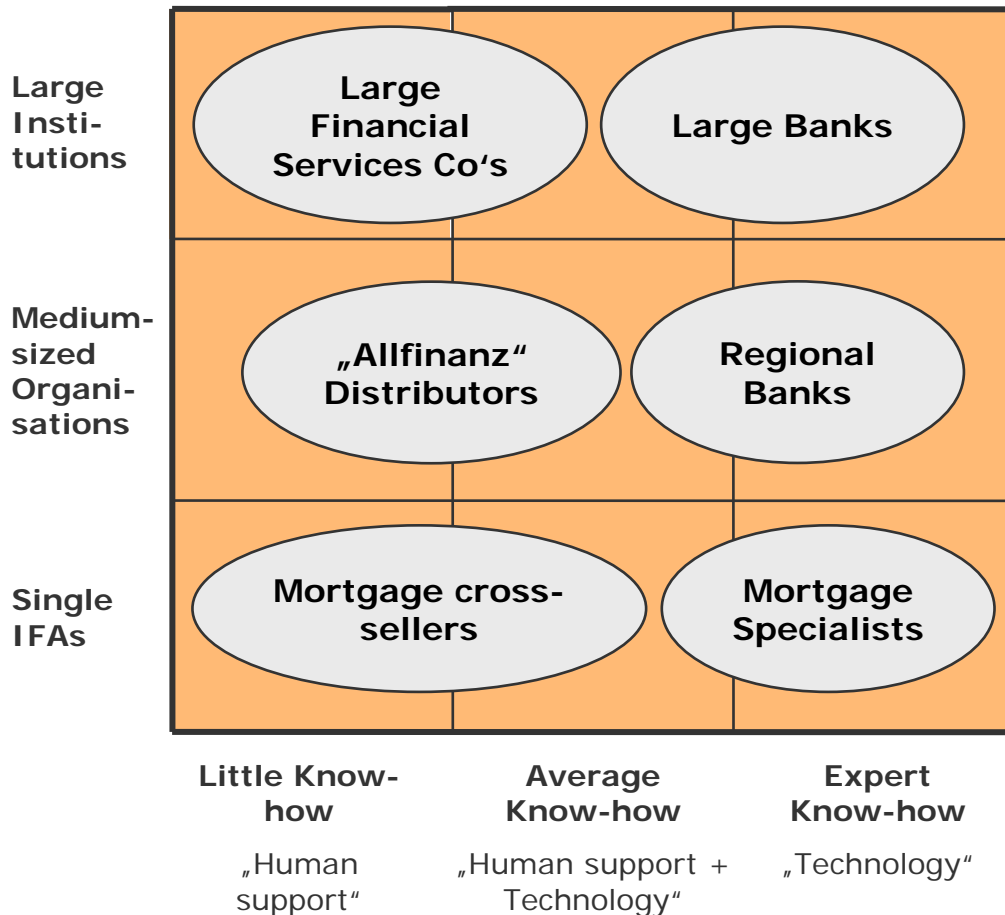 Large
Insti-
tutions
Large
Financial
Services Co‘s
Large Banks
Medium-
sized
Organi-
sations
„Allfinanz“
Distributors
Regional
Banks
Single
IFAs
Mortgage cross-
sellers
Mortgage
Specialists
Little Know-
how
Average
Know-how
Expert
Know-how
„Human
support“
„Human support +
Technology“
„Technology“